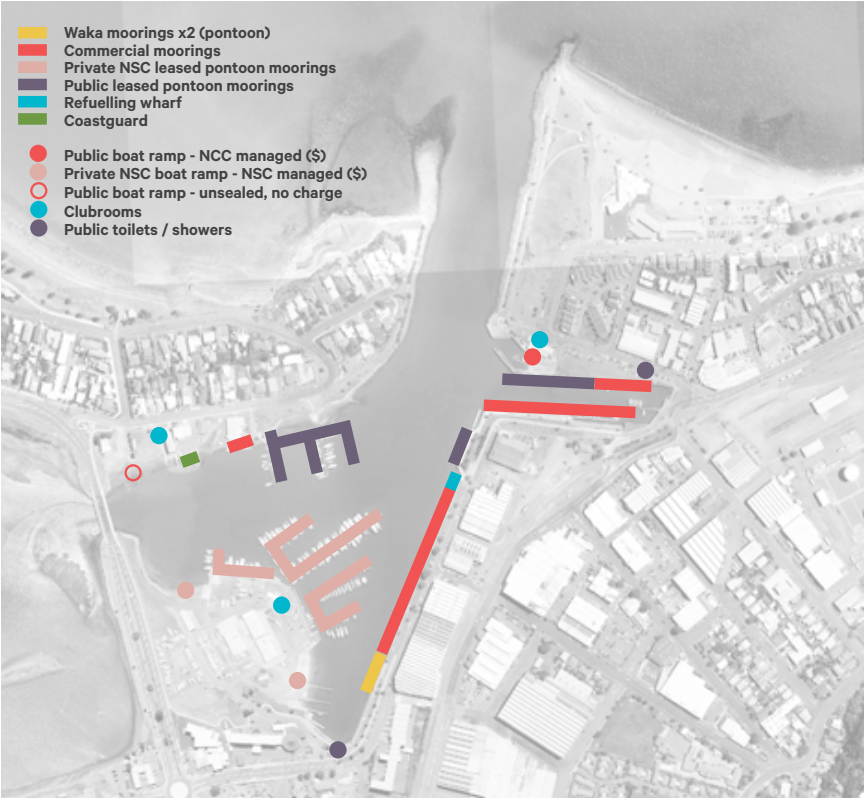 Waka moorings x2 (pontoon)
Commercial moorings
Private NSC leased pontoon moorings
Public leased pontoon moorings
Refuelling wharf
Coastguard
Public boat ramp - NCC managed ($)
Private NSC boat ramp - NSC managed ($)
Public boat ramp - unsealed, no charge
Clubrooms
Public toilets / showers